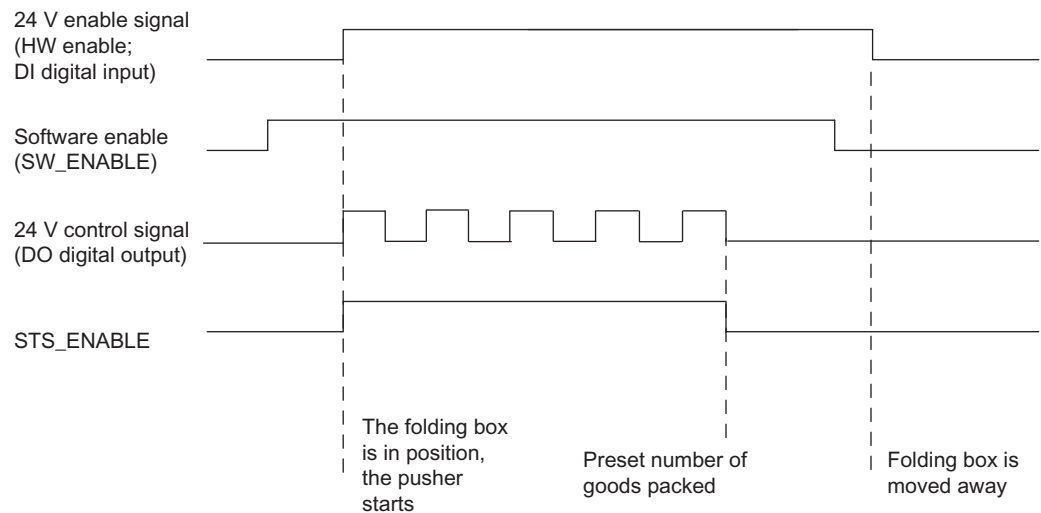 24 V enable signal
(HW enable;
DI digital input)
Software enable
(SW_ENABLE)
24 V control signal
(DO digital output)
STS_ENABLE
The folding box
is in position,
the pusher
starts
Preset number of
goods packed
Folding box is
moved away